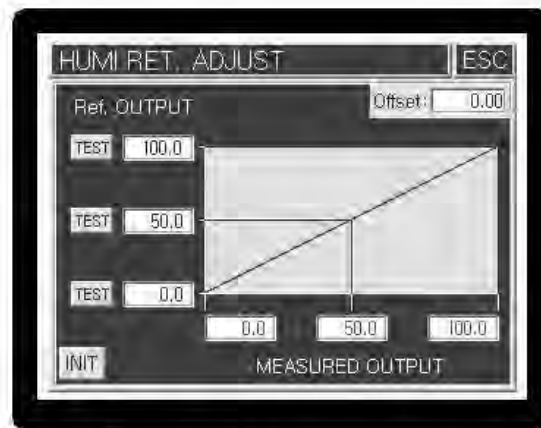 HUMI RET. ADJUST ESC
Ref. OUTPUT Offset: 0.00
TEST 100.0
TEST 50.0
TEST 0.0
0.0 50.0 100.0
INIT MEASURED OUTPUT